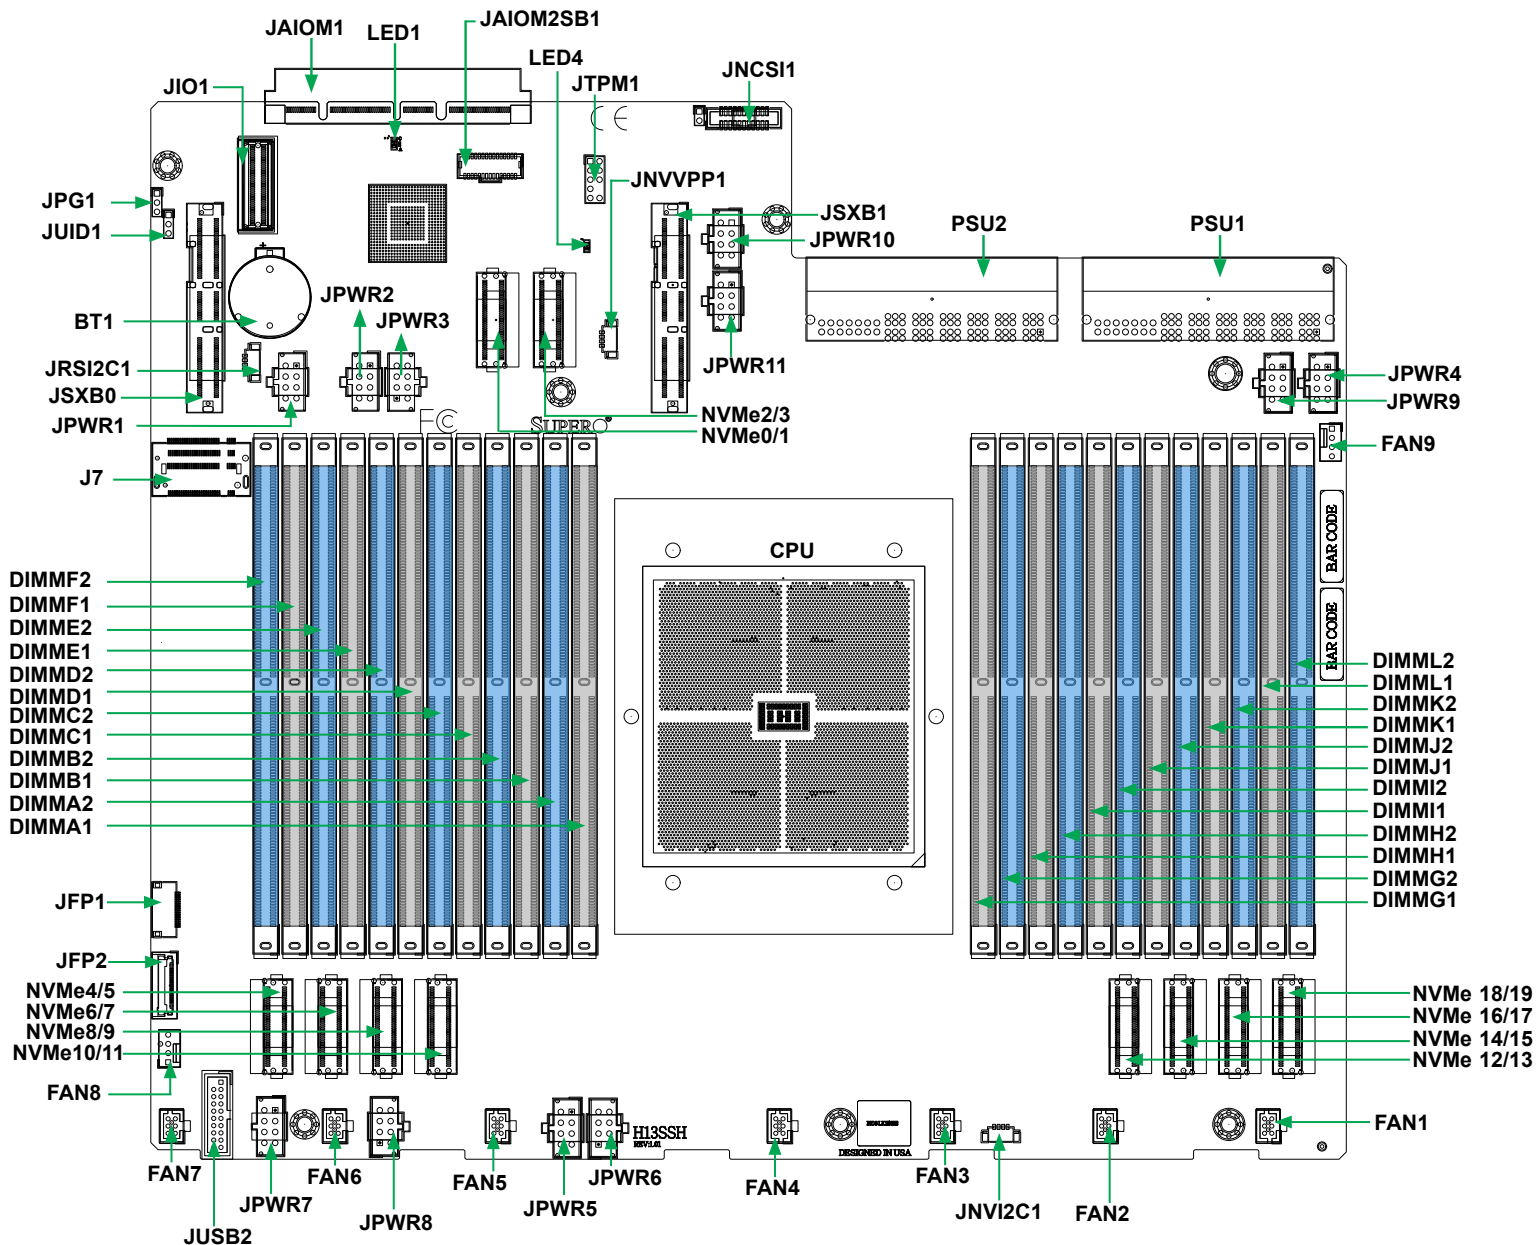 JAIOM1
LED1
JAIOM2SB1
LED4
JTPM1
JNCSI1
JIO1
CE
JNVVPP1
JPG1
JUID1
JSXB1
JPWR10
PSU2
PSU1
JPWR2
JPWR3
BT1
JPWR11
JRSI2C1
JSXB0
JPWR1
JPWR4
JPWR9
NVMe2/3
NVMe0/1
FC
SUPERO®
J7
FAN9
CPU
BAR CODE
BAR CODE
DIMMF2
DIMMF1
DIMME2
DIMME1
DIMMD2
DIMMD1
DIMMC2
DIMMC1
DIMMB2
DIMMB1
DIMMA2
DIMMA1
DIMML2
DIMML1
DIMMK2
DIMMK1
DIMMJ2
DIMMJ1
DIMMI2
DIMMI1
DIMMH2
DIMMH1
DIMMG2
DIMMG1
JFP1
JFP2
NVMe4/5
NVMe6/7
NVMe8/9
NVMe10/11
NVMe 18/19
NVMe 16/17
NVMe 14/15
NVMe 12/13
FAN8
H13SSH
REV:1.01
DESIGNED IN USA
FAN7
JUSB2
JPWR7
FAN6
JPWR8
FAN5
JPWR5
JPWR6
FAN4
FAN3
JNVI2C1
FAN2
FAN1